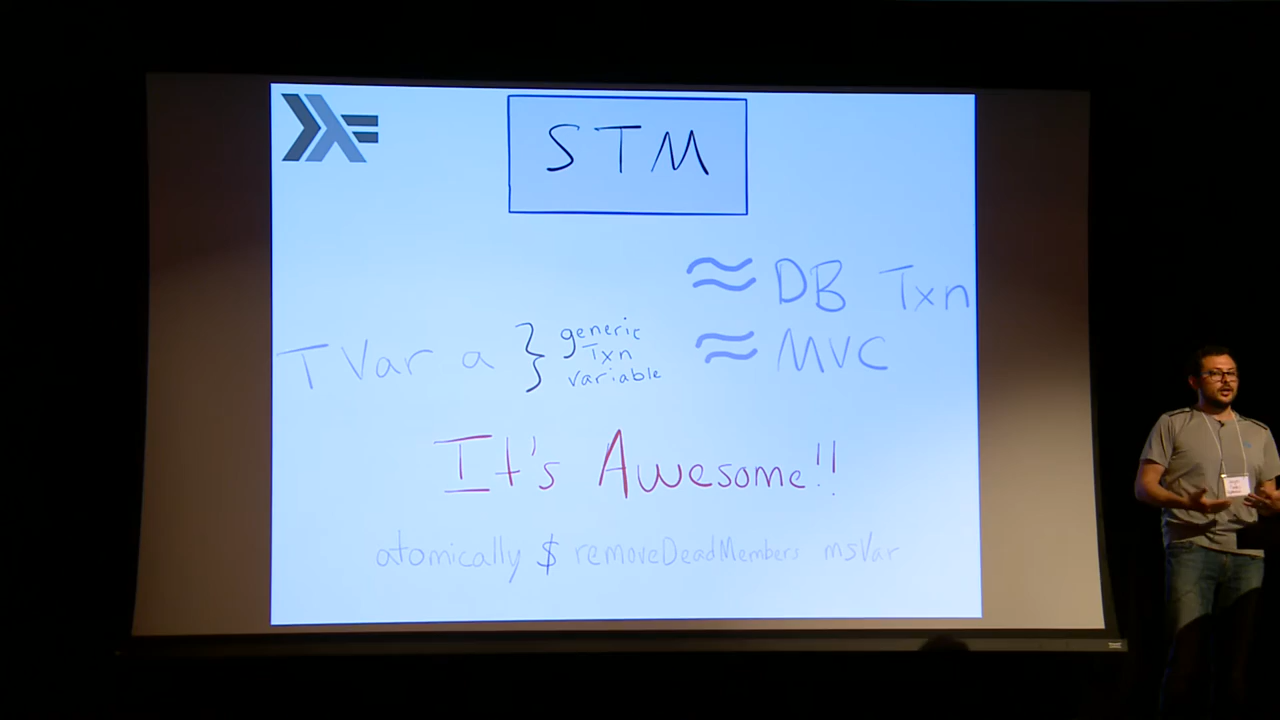 STM
≈ DB Txn
≈ MVC
TVar a } generic
Txn
variable
It's Awesome!!
atomically $ removeDeadMembers msVar